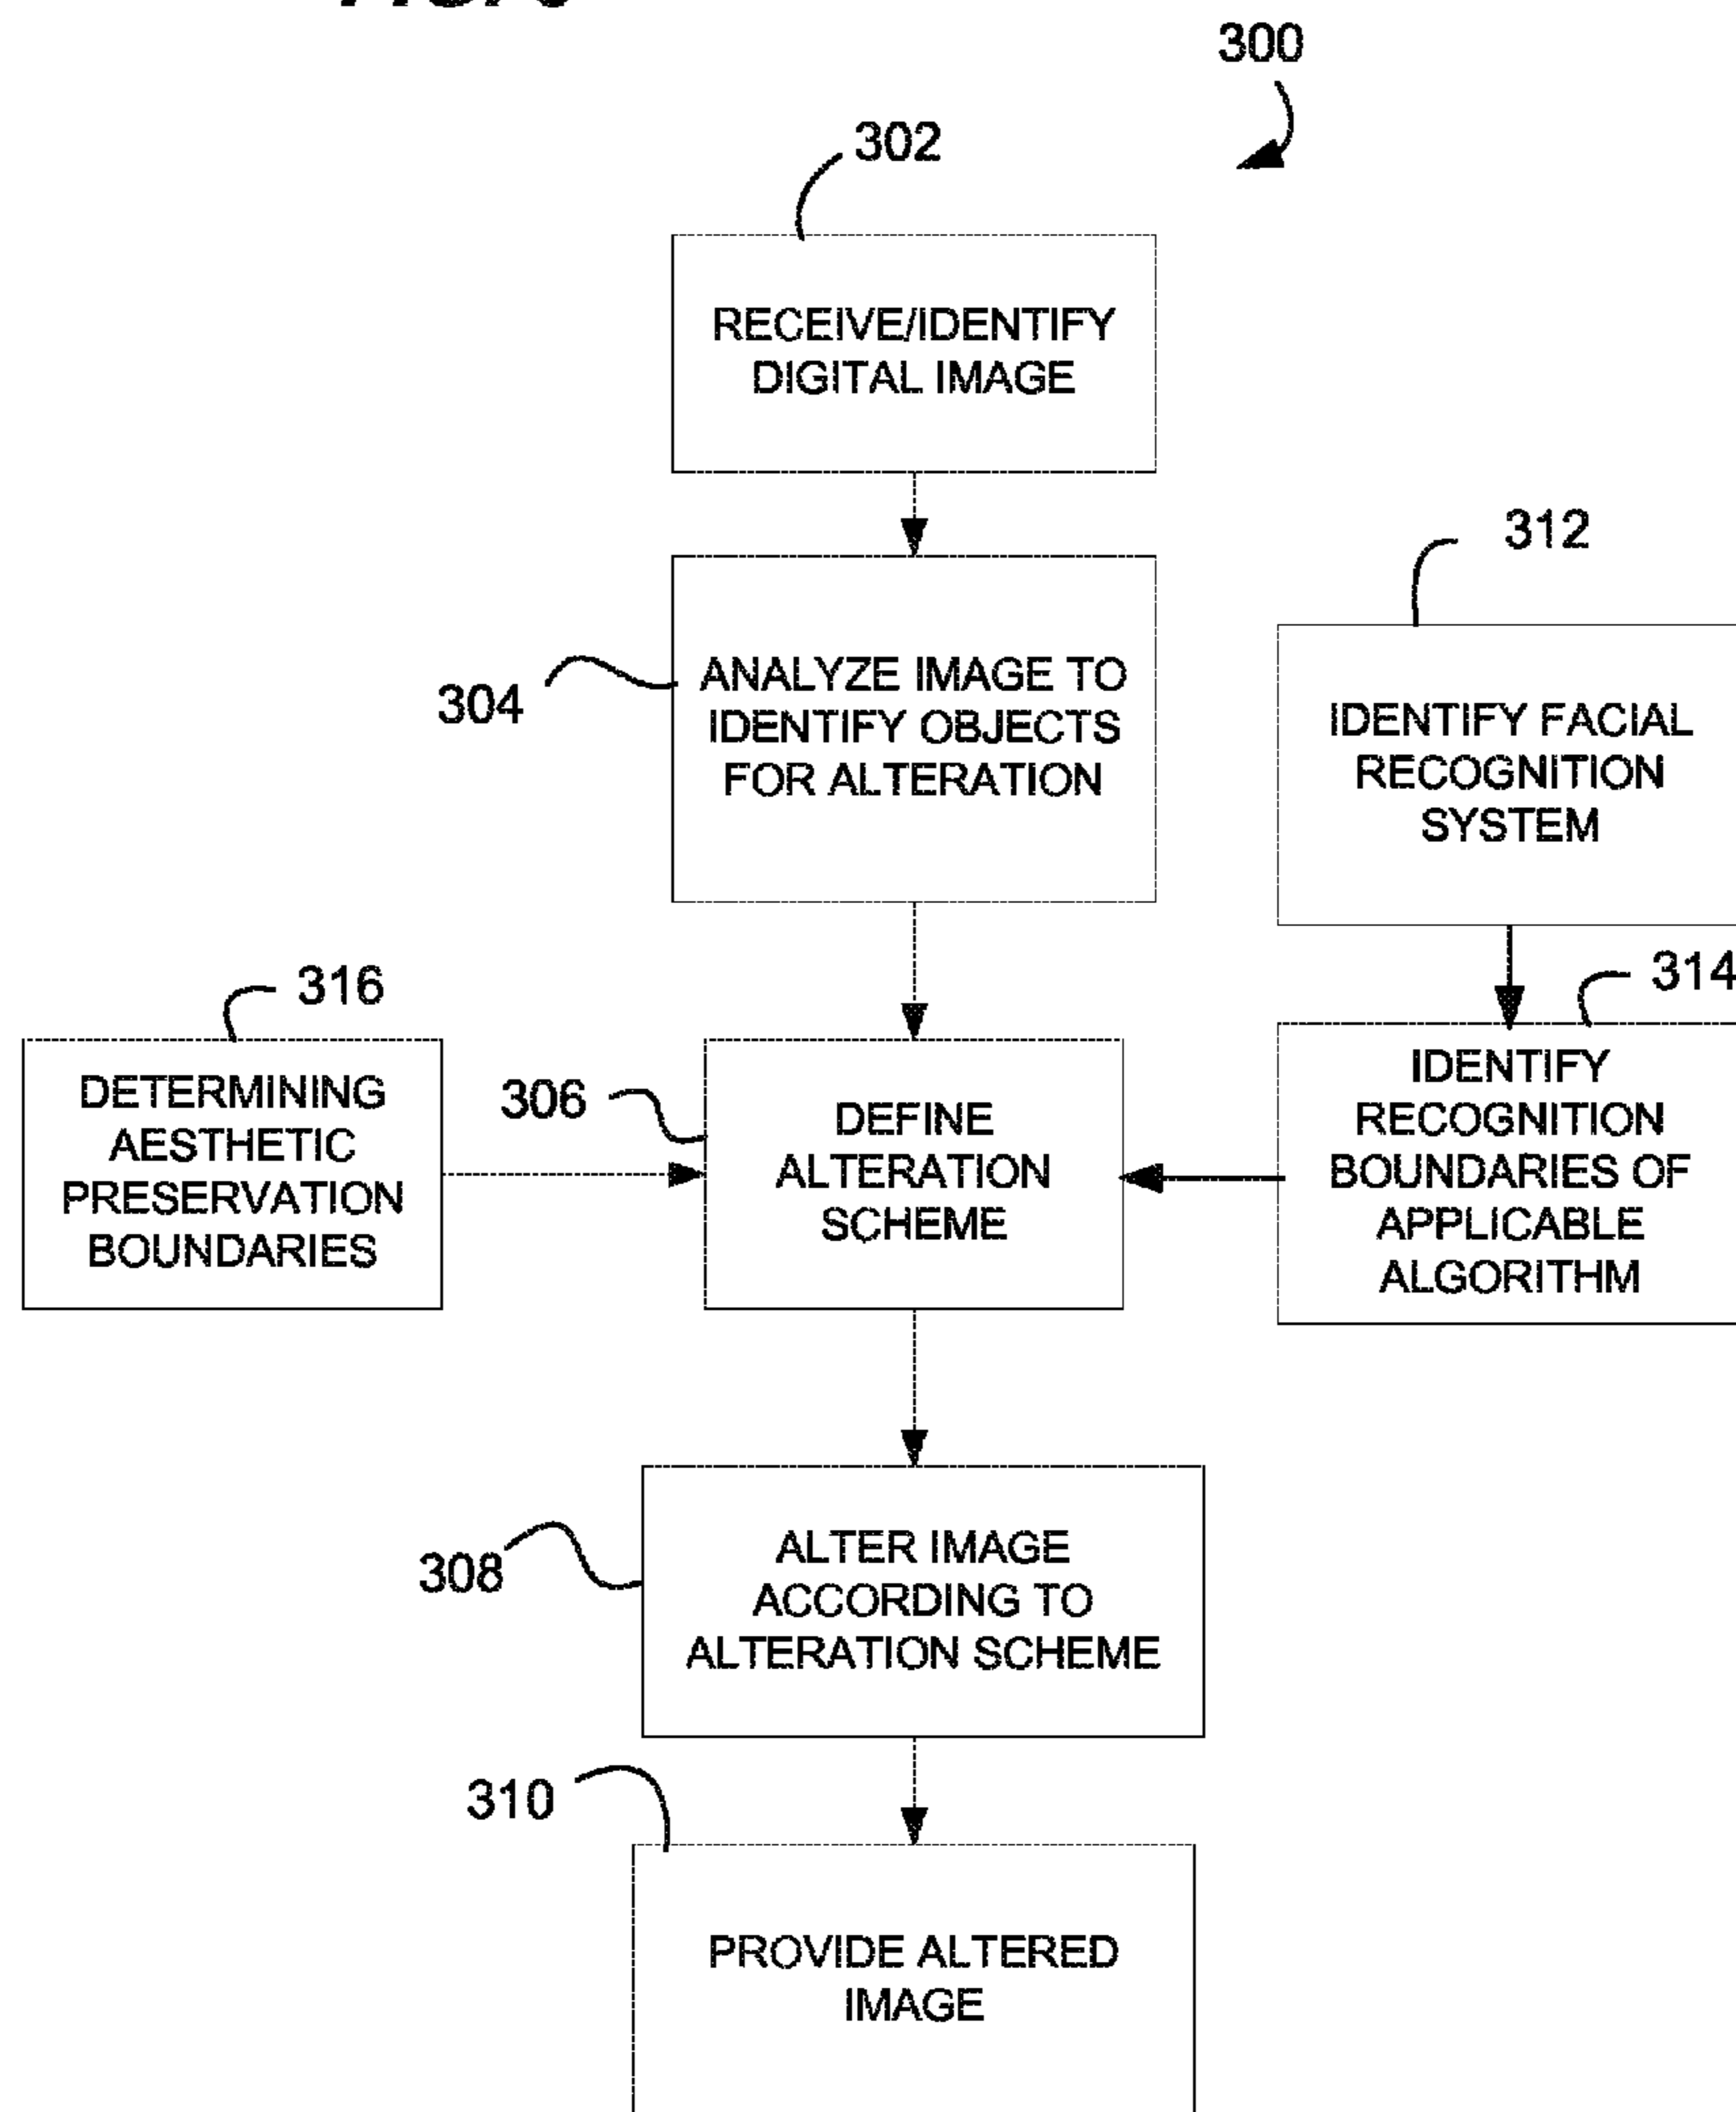 300
302
RECEIVE/IDENTIFY
DIGITAL IMAGE
304
ANALYZE IMAGE TO
IDENTIFY OBJECTS
FOR ALTERATION
312
IDENTIFY FACIAL
RECOGNITION
SYSTEM
316
DETERMINING
AESTHETIC
PRESERVATION
BOUNDARIES
306
DEFINE
ALTERATION
SCHEME
314
IDENTIFY
RECOGNITION
BOUNDARIES OF
APPLICABLE
ALGORITHM
308
ALTER IMAGE
ACCORDING TO
ALTERATION SCHEME
310
PROVIDE ALTERED
IMAGE